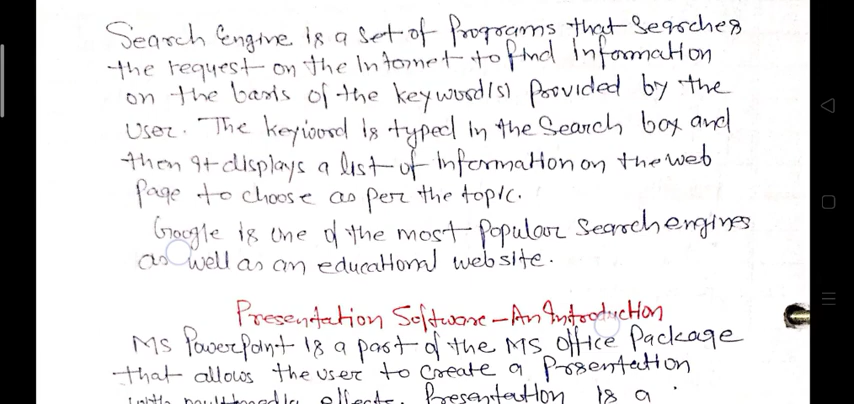 Search Engine is a set of Programs that Searches
the request on the Internet to find information
on the basis of the keyword(s) Provided by the
User. The keyword is typed in the Search box and
then It displays a list of information on the web
Page to choose as per the topic.
Google is one of the most Popular Search engines
as well as an educational website.
Presentation Software - An Introduction
MS PowerPoint is a part of the MS Office Package
that allows the user to create a Presentation
Presentation is a